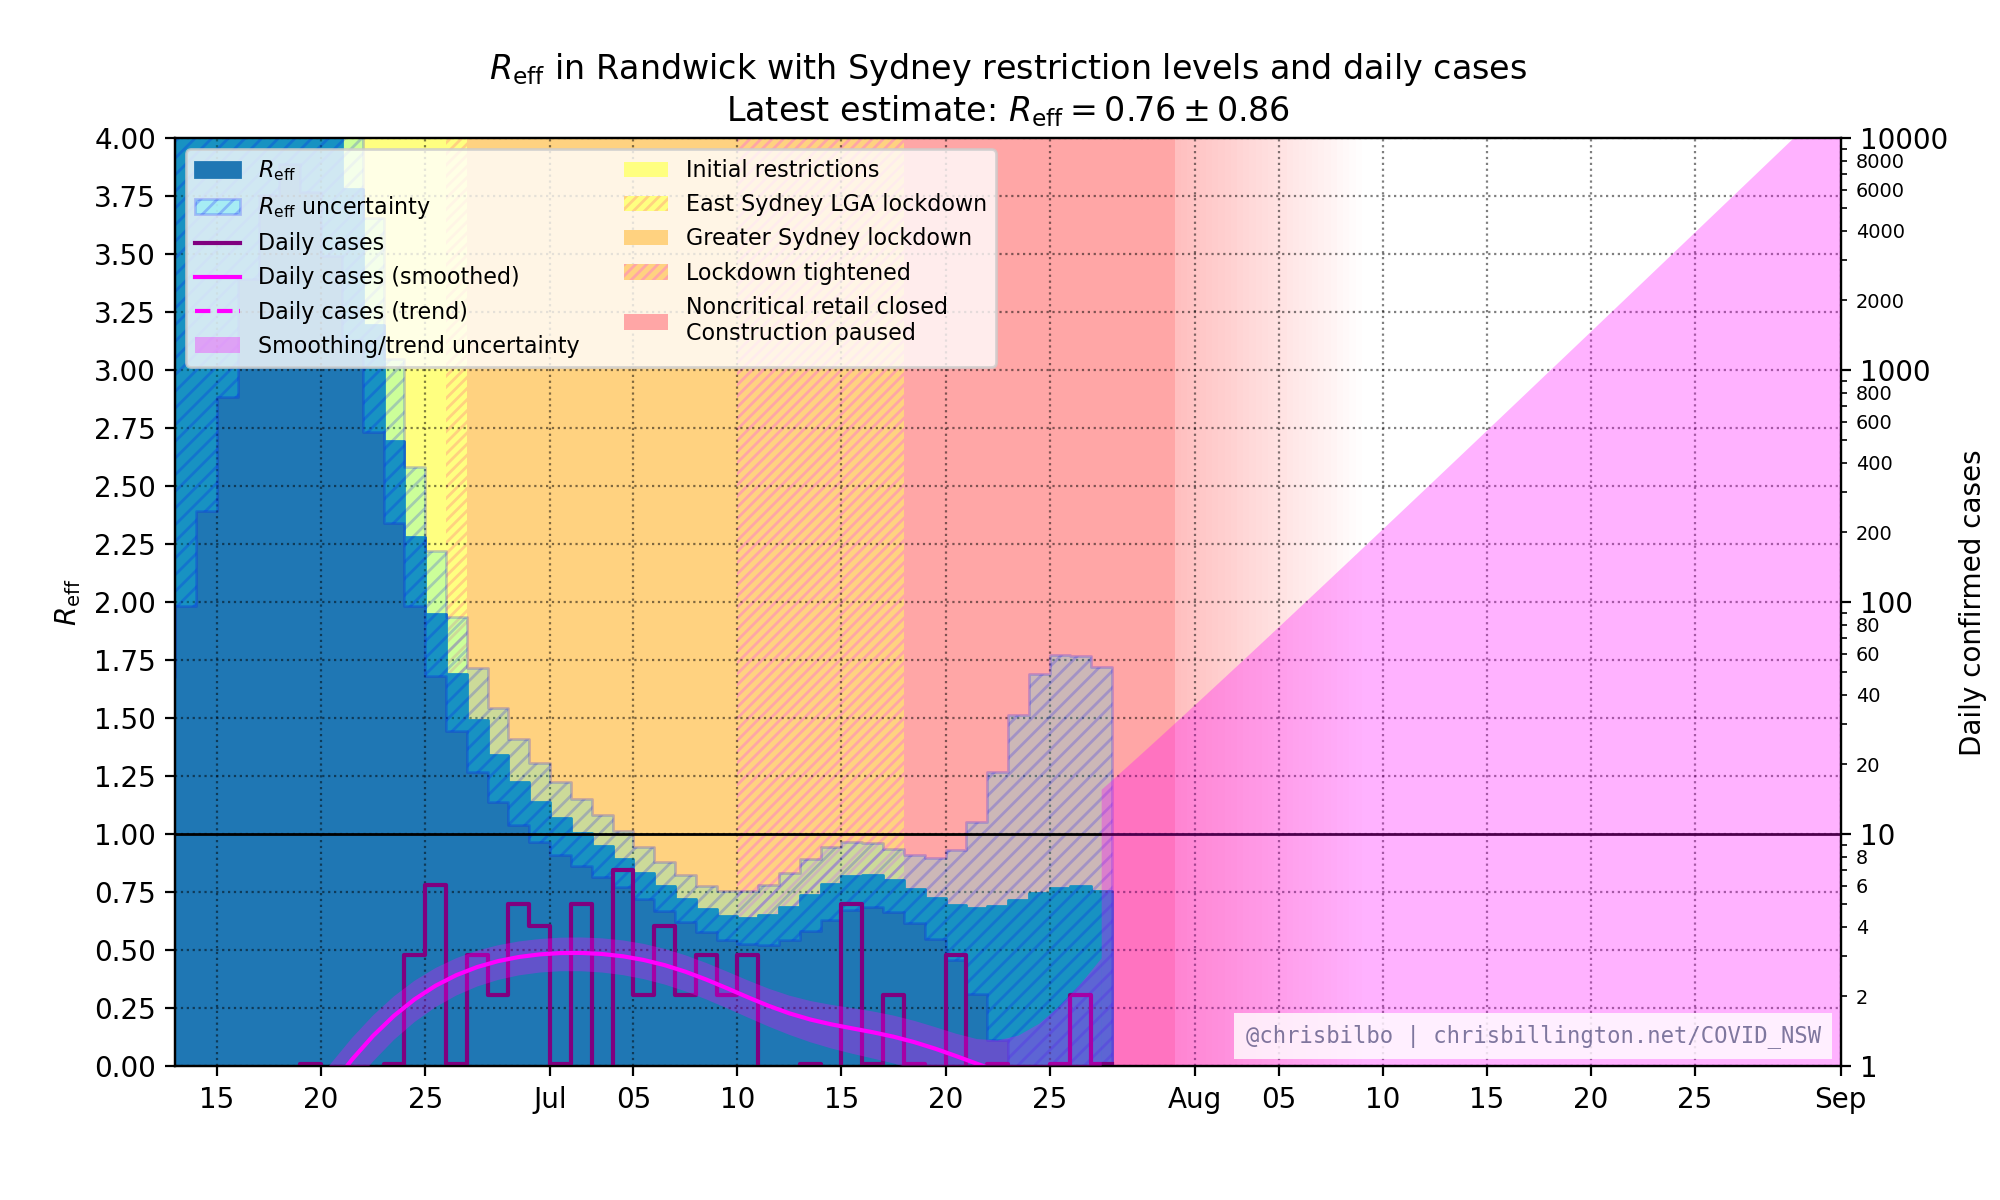 R_eff in Randwick with Sydney restriction levels and daily cases
Latest estimate: R_eff = 0.76 ± 0.86
R_eff
R_eff uncertainty
Daily cases
Daily cases (smoothed)
Daily cases (trend)
Smoothing/trend uncertainty
Initial restrictions
East Sydney LGA lockdown
Greater Sydney lockdown
Lockdown tightened
Noncritical retail closed
Construction paused
4.00
3.75
3.50
3.25
3.00
2.75
2.50
2.25
2.00
1.75
1.50
1.25
1.00
0.75
0.50
0.25
0.00
R_eff
10000
8000
6000
4000
2000
1000
800
600
400
200
100
80
60
40
20
10
8
6
4
2
1
Daily confirmed cases
@chrisbilbo | chrisbillington.net/COVID_NSW
15 20 25 Jul 05 10 15 20 25 Aug 05 10 15 20 25 Sep